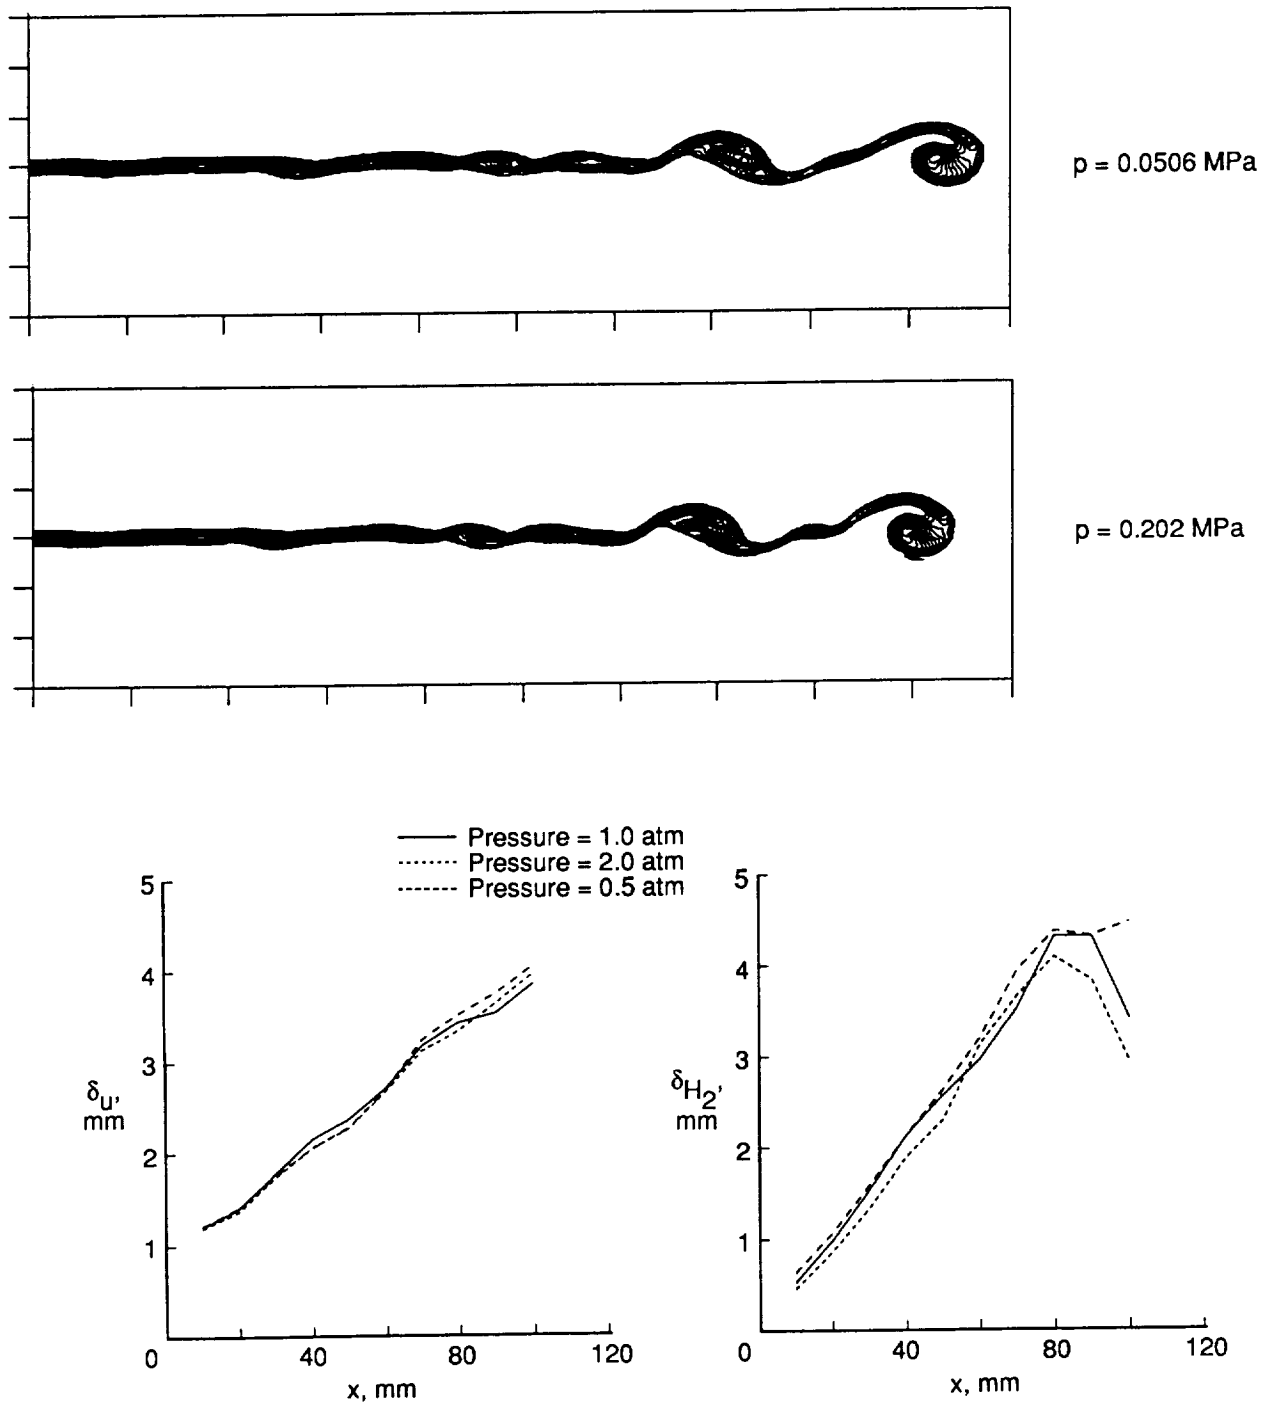 p = 0.0506 MPa
p = 0.202 MPa
Pressure = 1.0 atm
Pressure = 2.0 atm
Pressure = 0.5 atm
5
4
3
2
1
0
40
80
120
δu,
mm
x, mm
5
4
3
2
1
0
40
80
120
δH2,
mm
x, mm